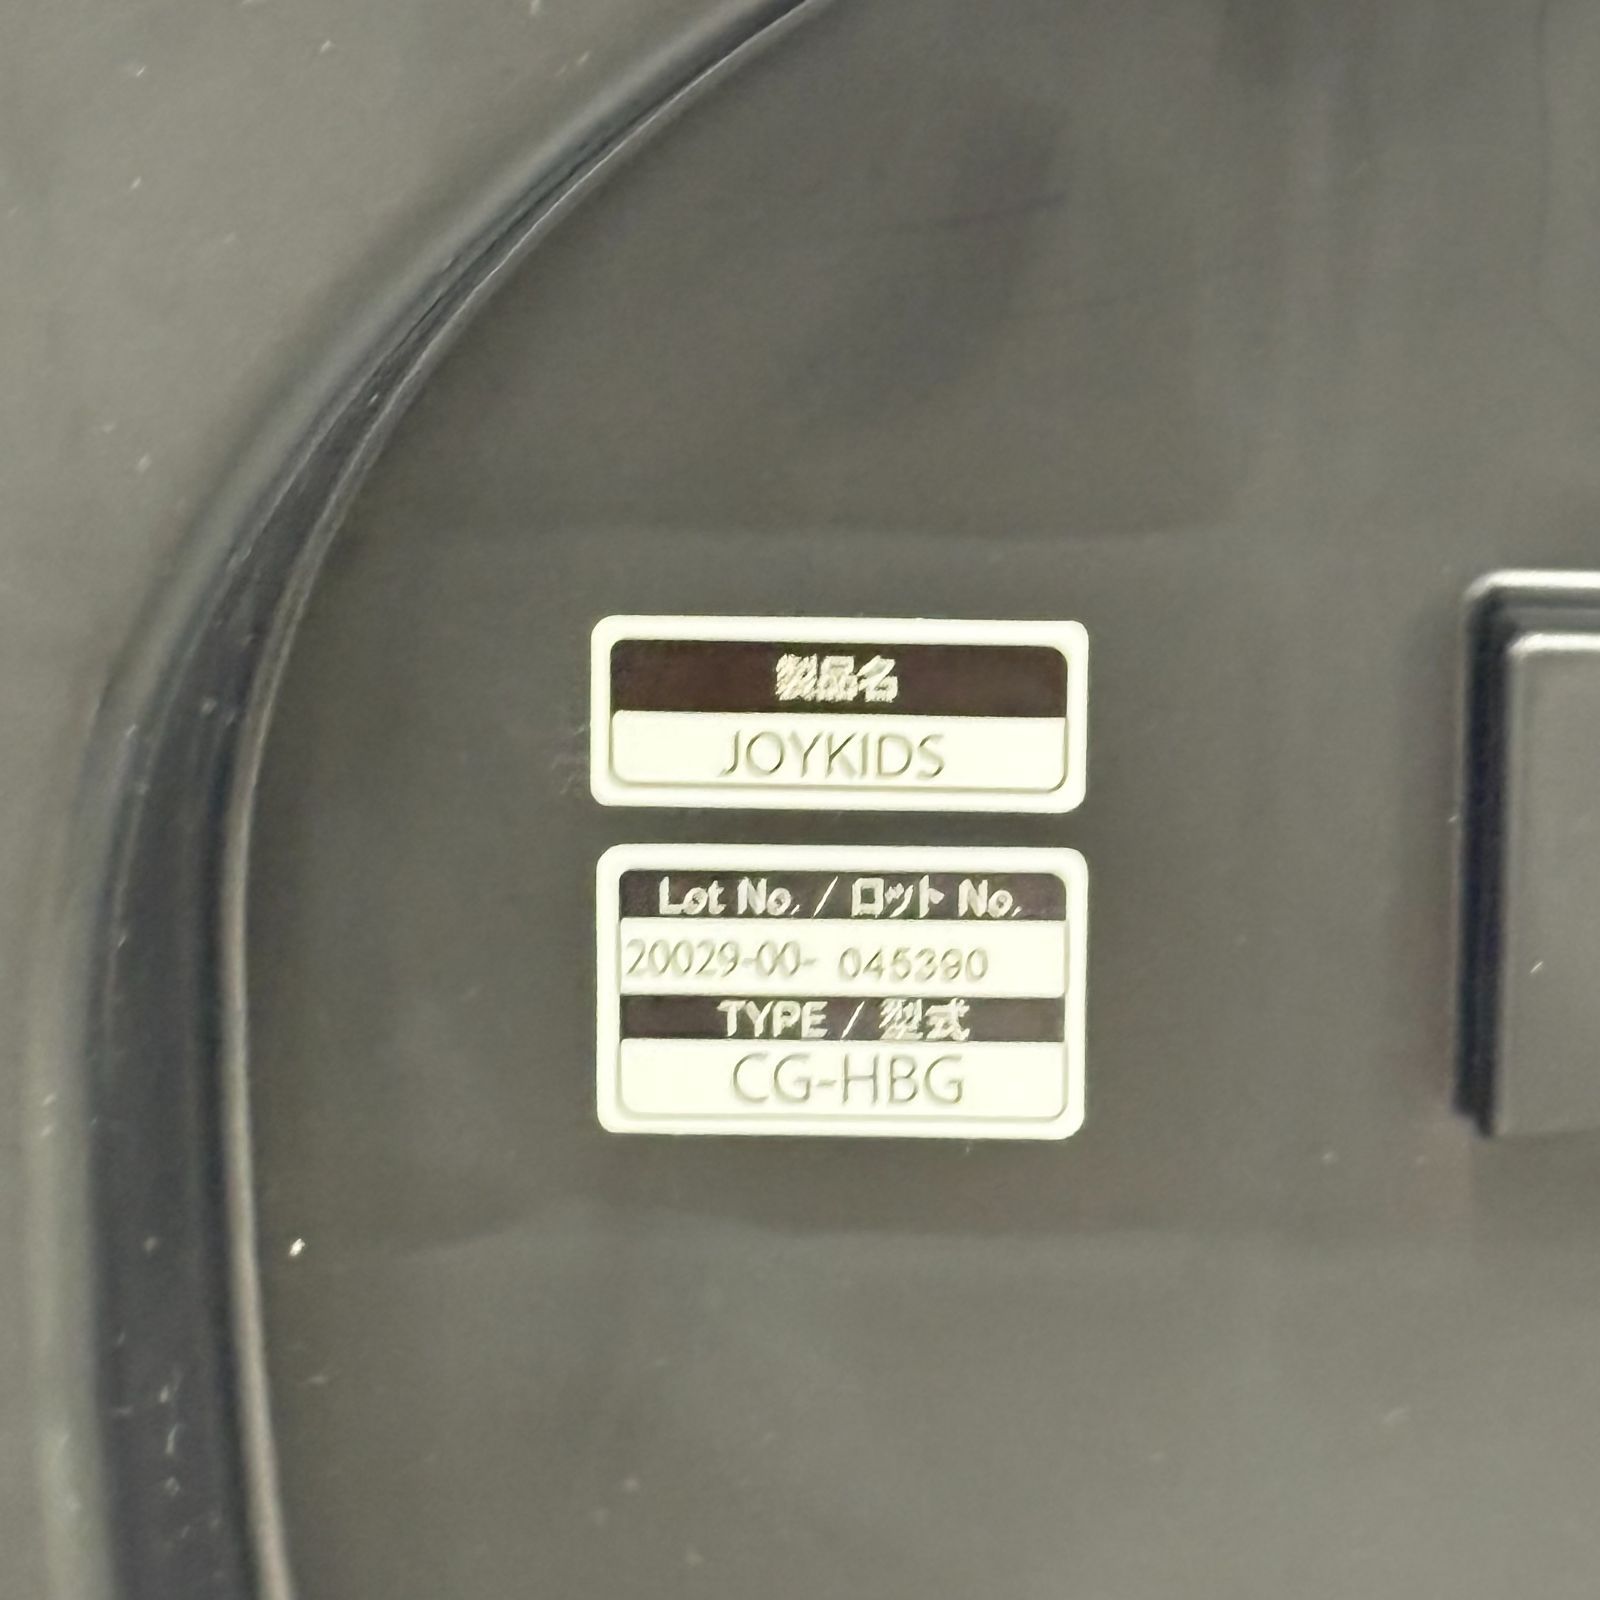 製品名
JOYKIDS
Lot No. / ロット No.
20029-00- 045390
TYPE / 型式
CG-HBG